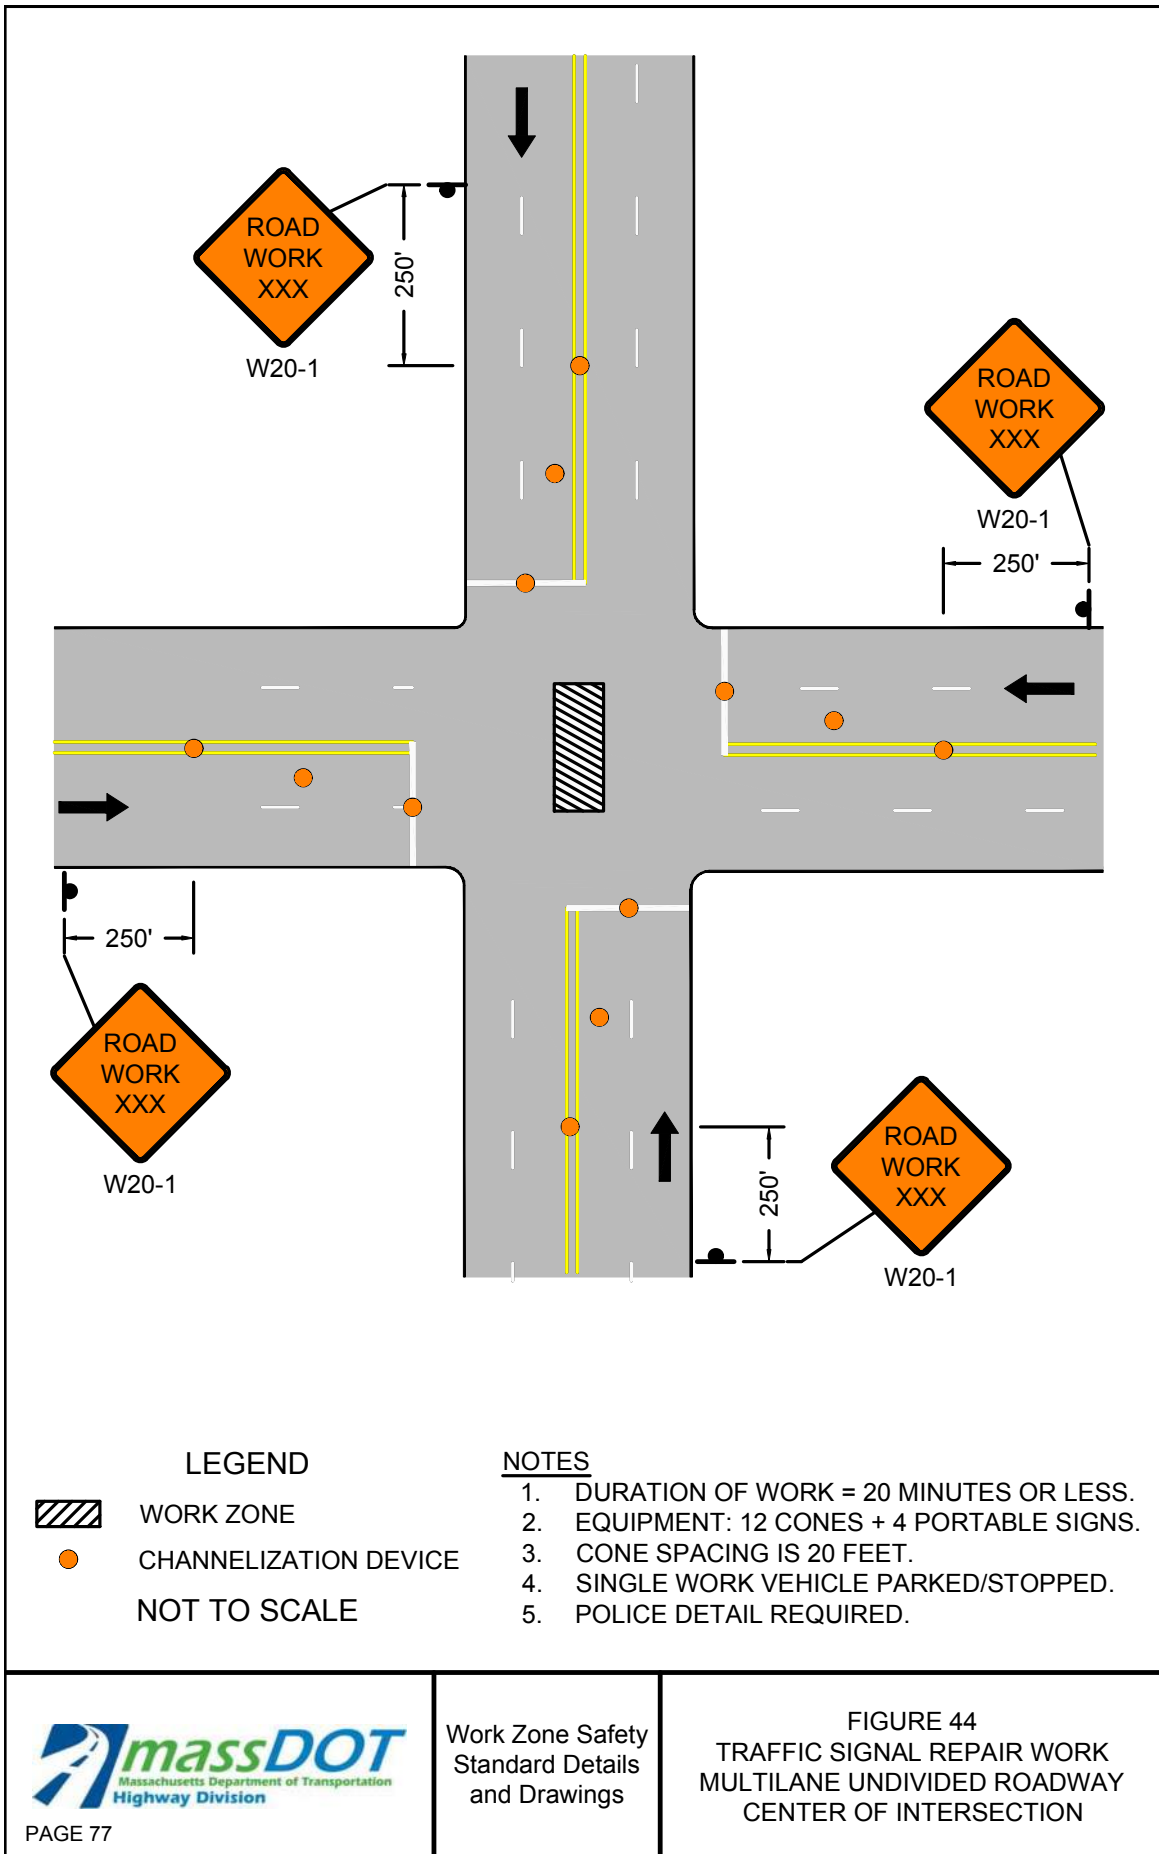 ROAD
WORK
XXX
W20-1
250'
ROAD
WORK
XXX
W20-1
250'
250'
ROAD
WORK
XXX
W20-1
250'
ROAD
WORK
XXX
W20-1
LEGEND
WORK ZONE
CHANNELIZATION DEVICE
NOT TO SCALE
NOTES
1. DURATION OF WORK = 20 MINUTES OR LESS.
2. EQUIPMENT: 12 CONES + 4 PORTABLE SIGNS.
3. CONE SPACING IS 20 FEET.
4. SINGLE WORK VEHICLE PARKED/STOPPED.
5. POLICE DETAIL REQUIRED.
massDOT
Massachusetts Department of Transportation
Highway Division
PAGE 77
Work Zone Safety
Standard Details
and Drawings
FIGURE 44
TRAFFIC SIGNAL REPAIR WORK
MULTILANE UNDIVIDED ROADWAY
CENTER OF INTERSECTION